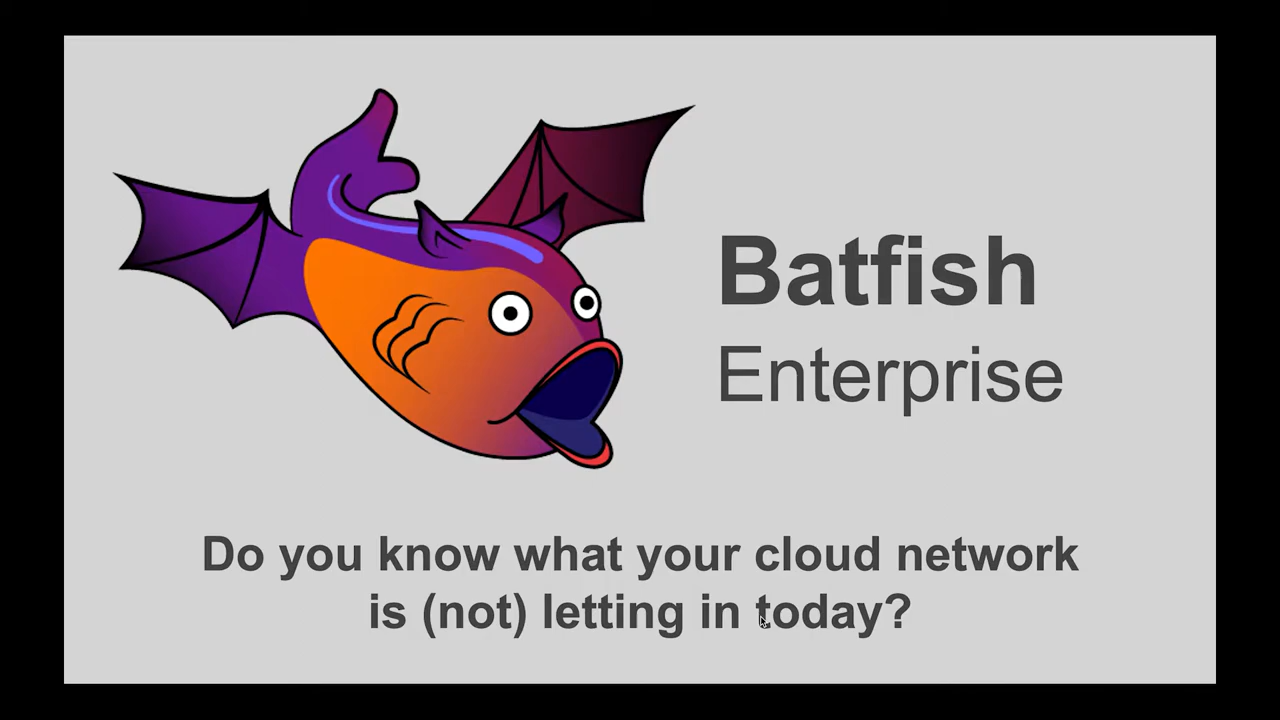 Batfish
Enterprise
Do you know what your cloud network
is (not) letting in today?